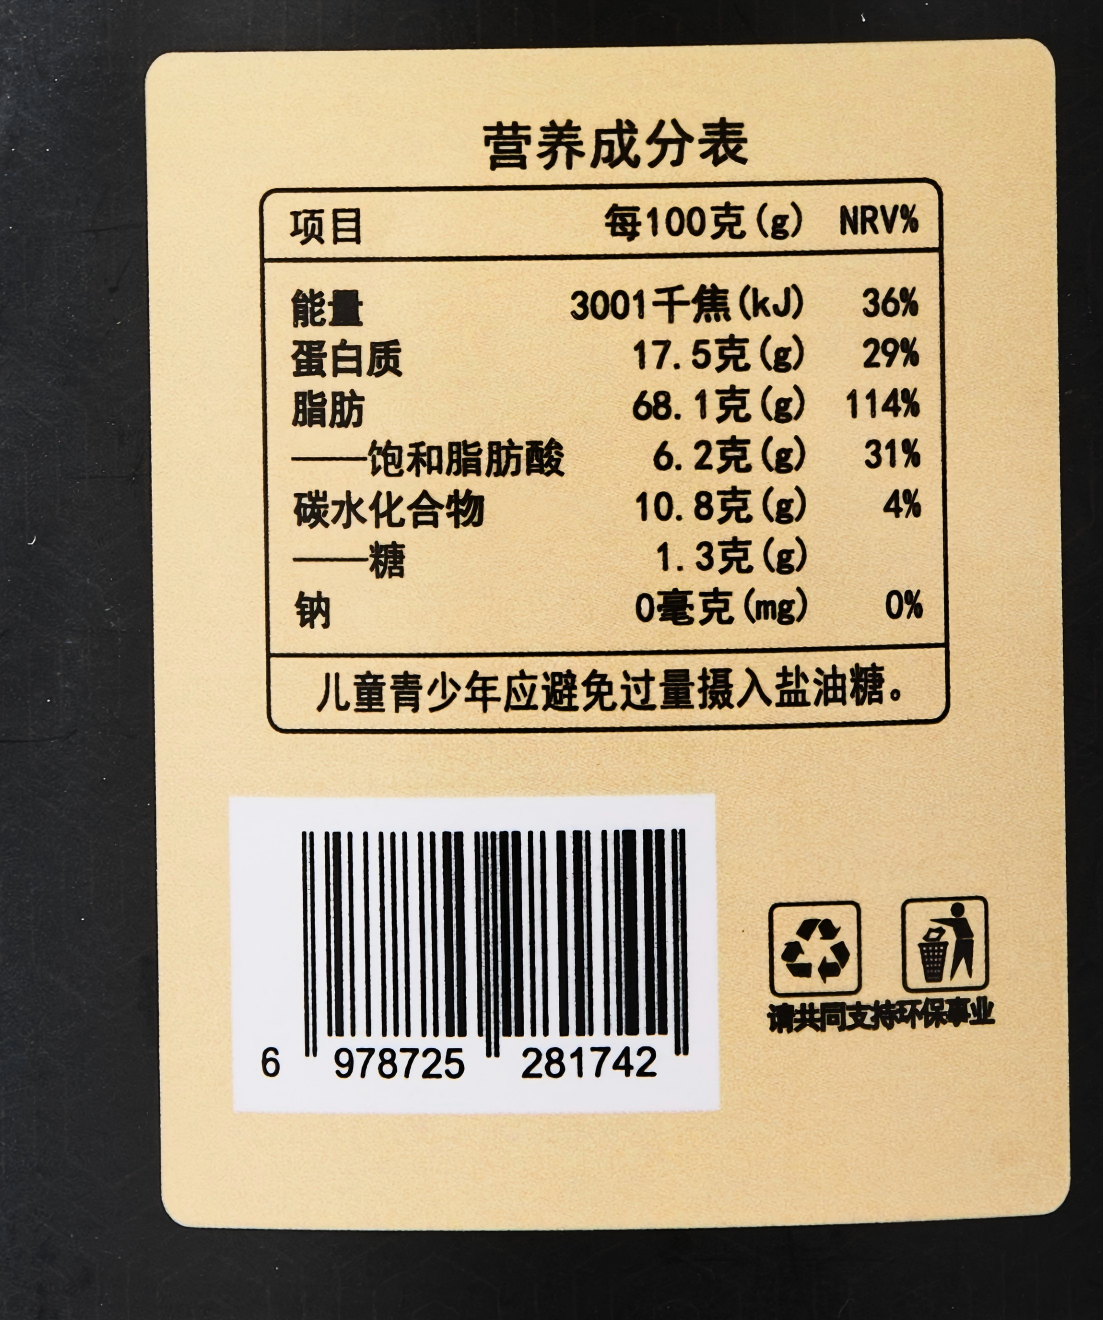 营养成分表
项目 每100克(g) NRV%
能量 3001千焦(kJ) 36%
蛋白质 17.5克(g) 29%
脂肪 68.1克(g) 114%
——饱和脂肪酸 6.2克(g) 31%
碳水化合物 10.8克(g) 4%
——糖 1.3克(g)
钠 0毫克(mg) 0%
儿童青少年应避免过量摄入盐油糖。
请共同支持环保事业
6 978725 281742